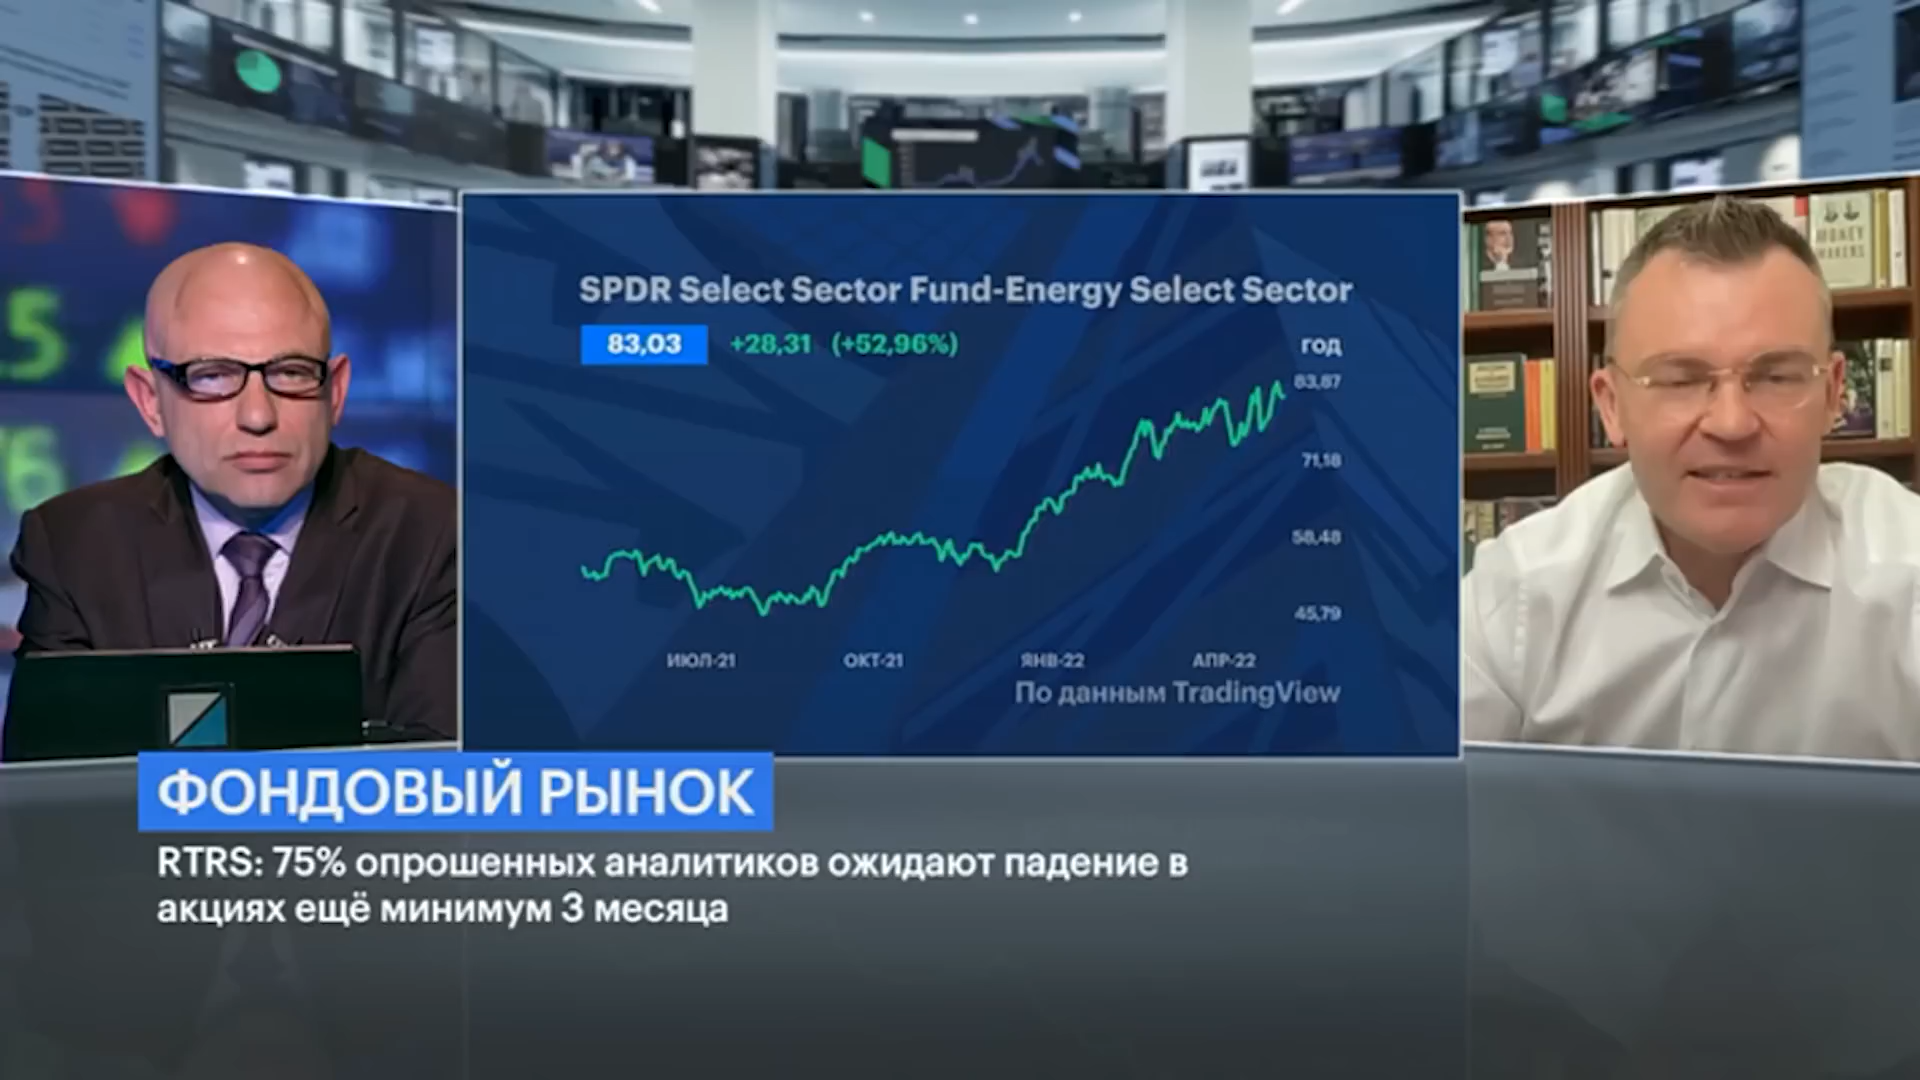 SPDR Select Sector Fund-Energy Select Sector
83,03 +28,31 (+52,96%)
год
83,87
71,18
58,48
45,79
ИЮЛ-21 ОКТ-21 ЯНВ-22 АПР-22
По данным TradingView
MONEY
ФОНДОВЫЙ РЫНОК
RTRS: 75% опрошенных аналитиков ожидают падение в
акциях ещё минимум 3 месяца